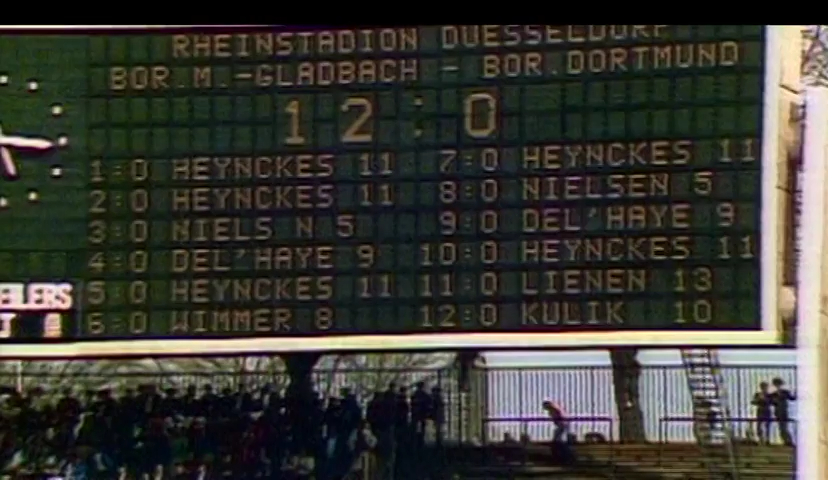 RHEINSTADION DUESSELDORF
BOR.M.-GLADBACH - BOR.DORTMUND
12:0
1:0 HEYNCKES 11 7:0 HEYNCKES 11
2:0 HEYNCKES 11 8:0 NIELSEN 5
3:0 NIELS N 5 9:0 DEL'HAYE 9
4:0 DEL'HAYE 9 10:0 HEYNCKES 11
5:0 HEYNCKES 11 11:0 LIENEN 13
6:0 WIMMER 8 12:0 KULIK 10